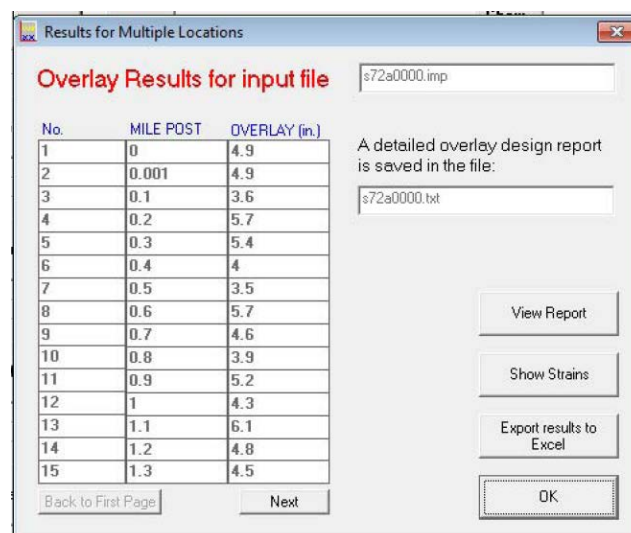 Results for Multiple Locations
Overlay Results for input file
s72a0000.imp
A detailed overlay design report
is saved in the file:
s72a0000.txt
No. MILE POST OVERLAY (in.)
1 0 4.9
2 0.001 4.9
3 0.1 3.6
4 0.2 5.7
5 0.3 5.4
6 0.4 4
7 0.5 3.5
8 0.6 5.7
9 0.7 4.6
10 0.8 3.9
11 0.9 5.2
12 1 4.3
13 1.1 6.1
14 1.2 4.8
15 1.3 4.5
Back to First Page Next
View Report
Show Strains
Export results to
Excel
OK